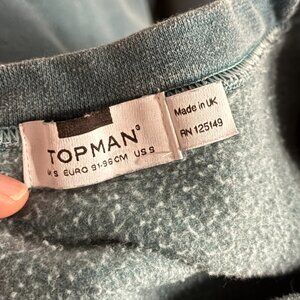 TOPMAN
S EURO 91-96CM US S
Made in UK
RN 125149